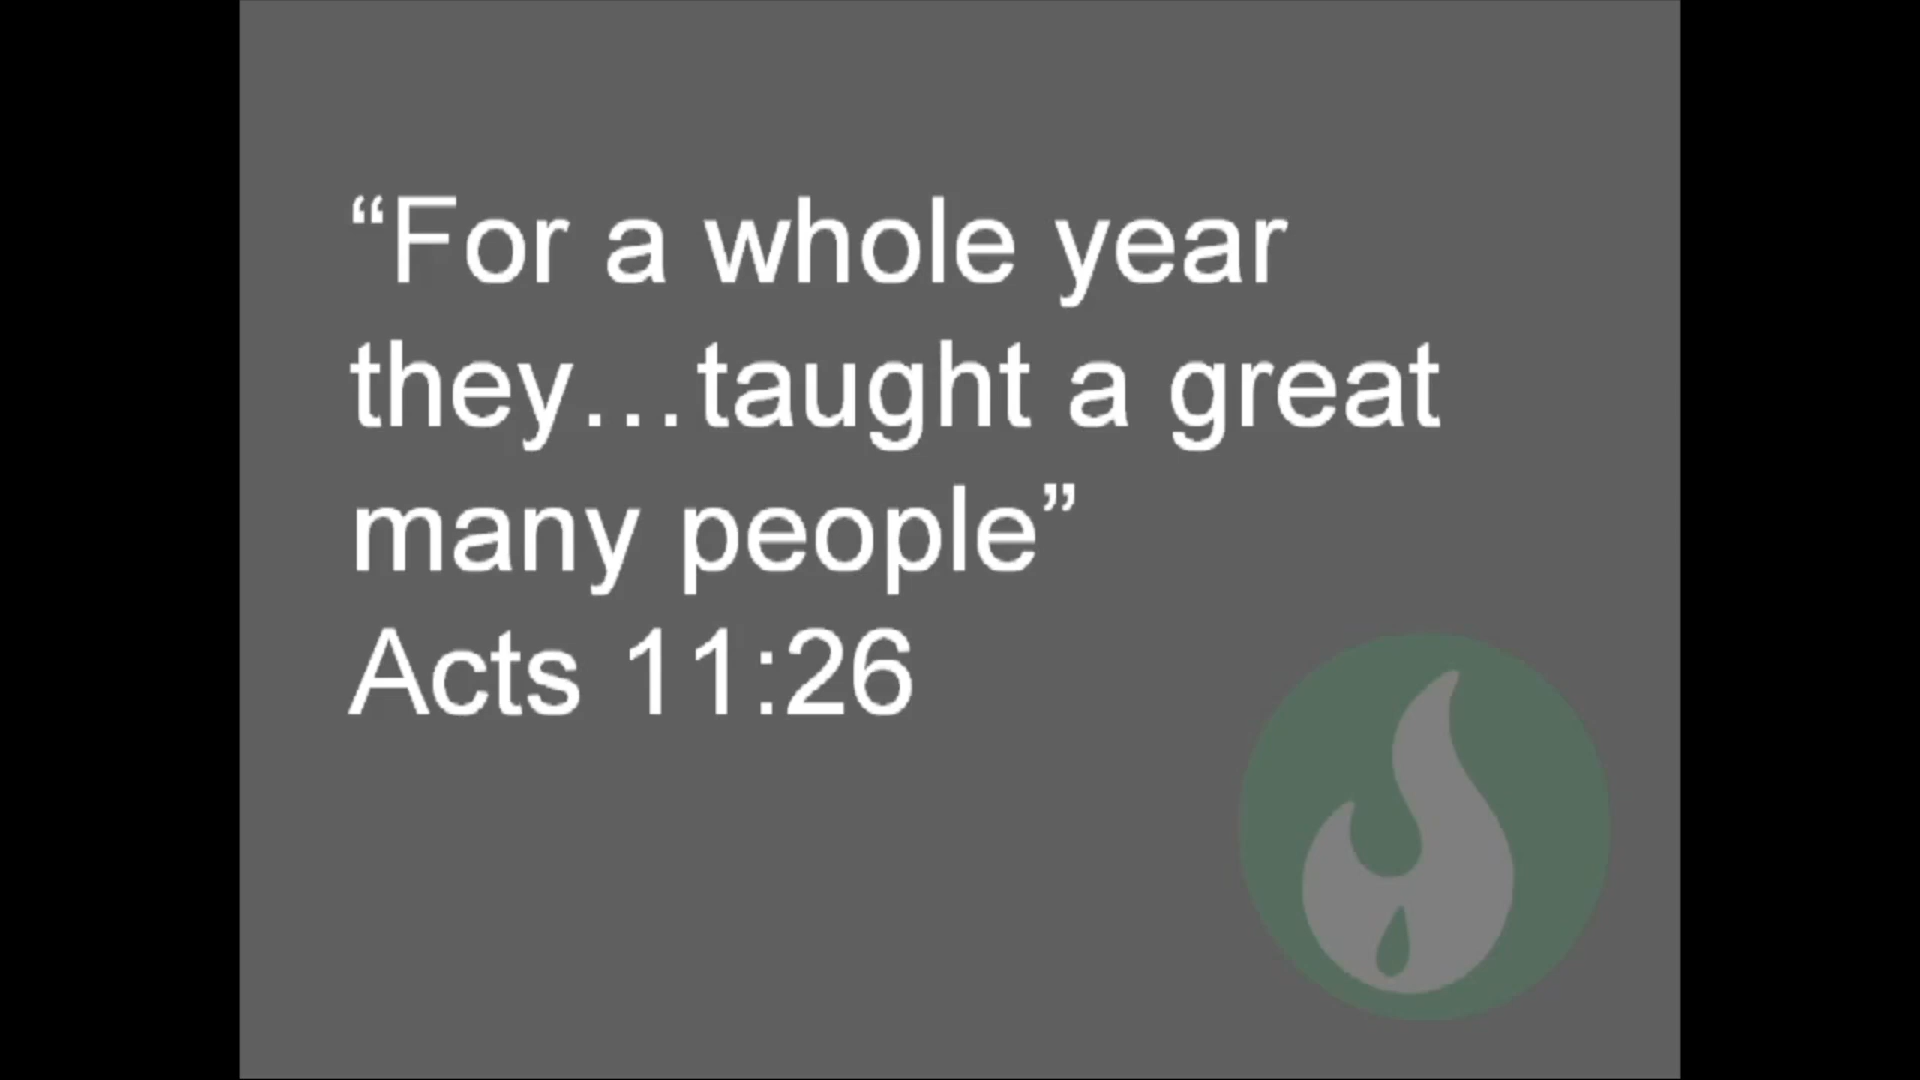 “For a whole year
they…taught a great
many people”
Acts 11:26